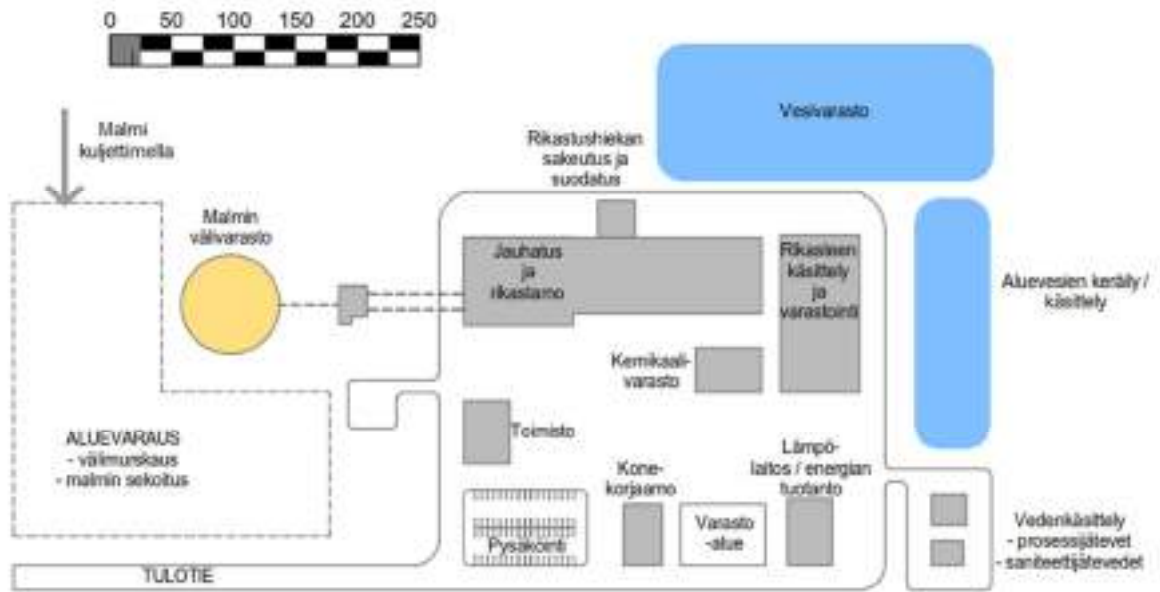 0 50 100 150 200 250
Malmi
kuljettimella
Vesivarasto
Rikastushiekan
sakeutus ja
suodatus
Malmin
välivarasto
Jauhatus
ja
rikastamo
Rikasteen
käsittely
ja
varastointi
Aluevesien keräily /
käsittely
Kemikaali-
varasto
ALUEVARAUS
- välimurskaus
- malmin sekoitus
Toimisto
Kone-
korjaamo
Lämpö-
laitos / energian
tuotanto
Pysäköinti
Varasto
-alue
Vedenkäsittely
- prosessijätevet
- saniteettijätevedet
TULOTIE